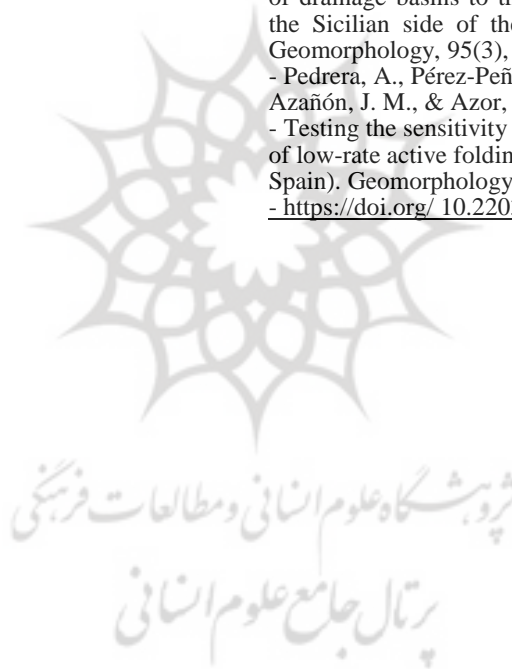 of drainage basins to th
the Sicilian side of the
Geomorphology, 95(3),
- Pedrera, A., Pérez-Peñ
Azañón, J. M., & Azor,
- Testing the sensitivity
of low-rate active foldin
Spain). Geomorphology
- https://doi.org/ 10.220
پژوهشگاه علوم انسانی و مطالعات فرهنگی
پرتال جامع علوم انسانی